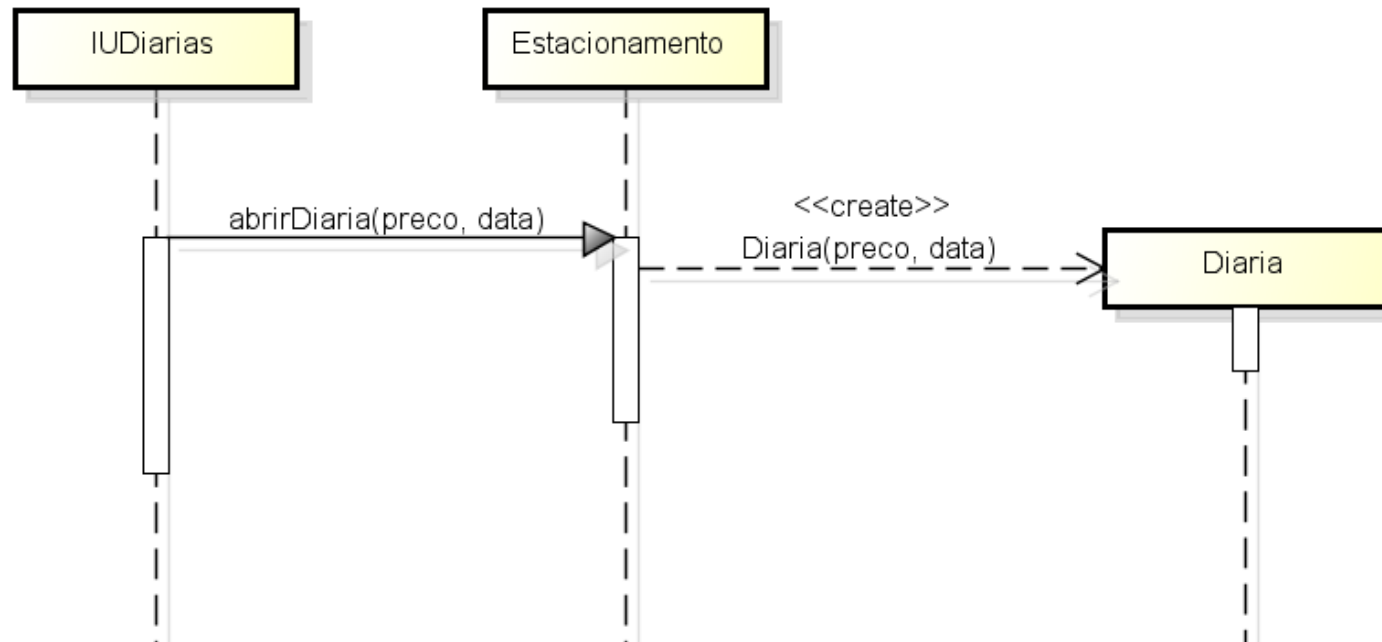 IUDiarias
Estacionamento
abrirDiaria(preco, data)
<<create>>
Diaria(preco, data)
Diaria